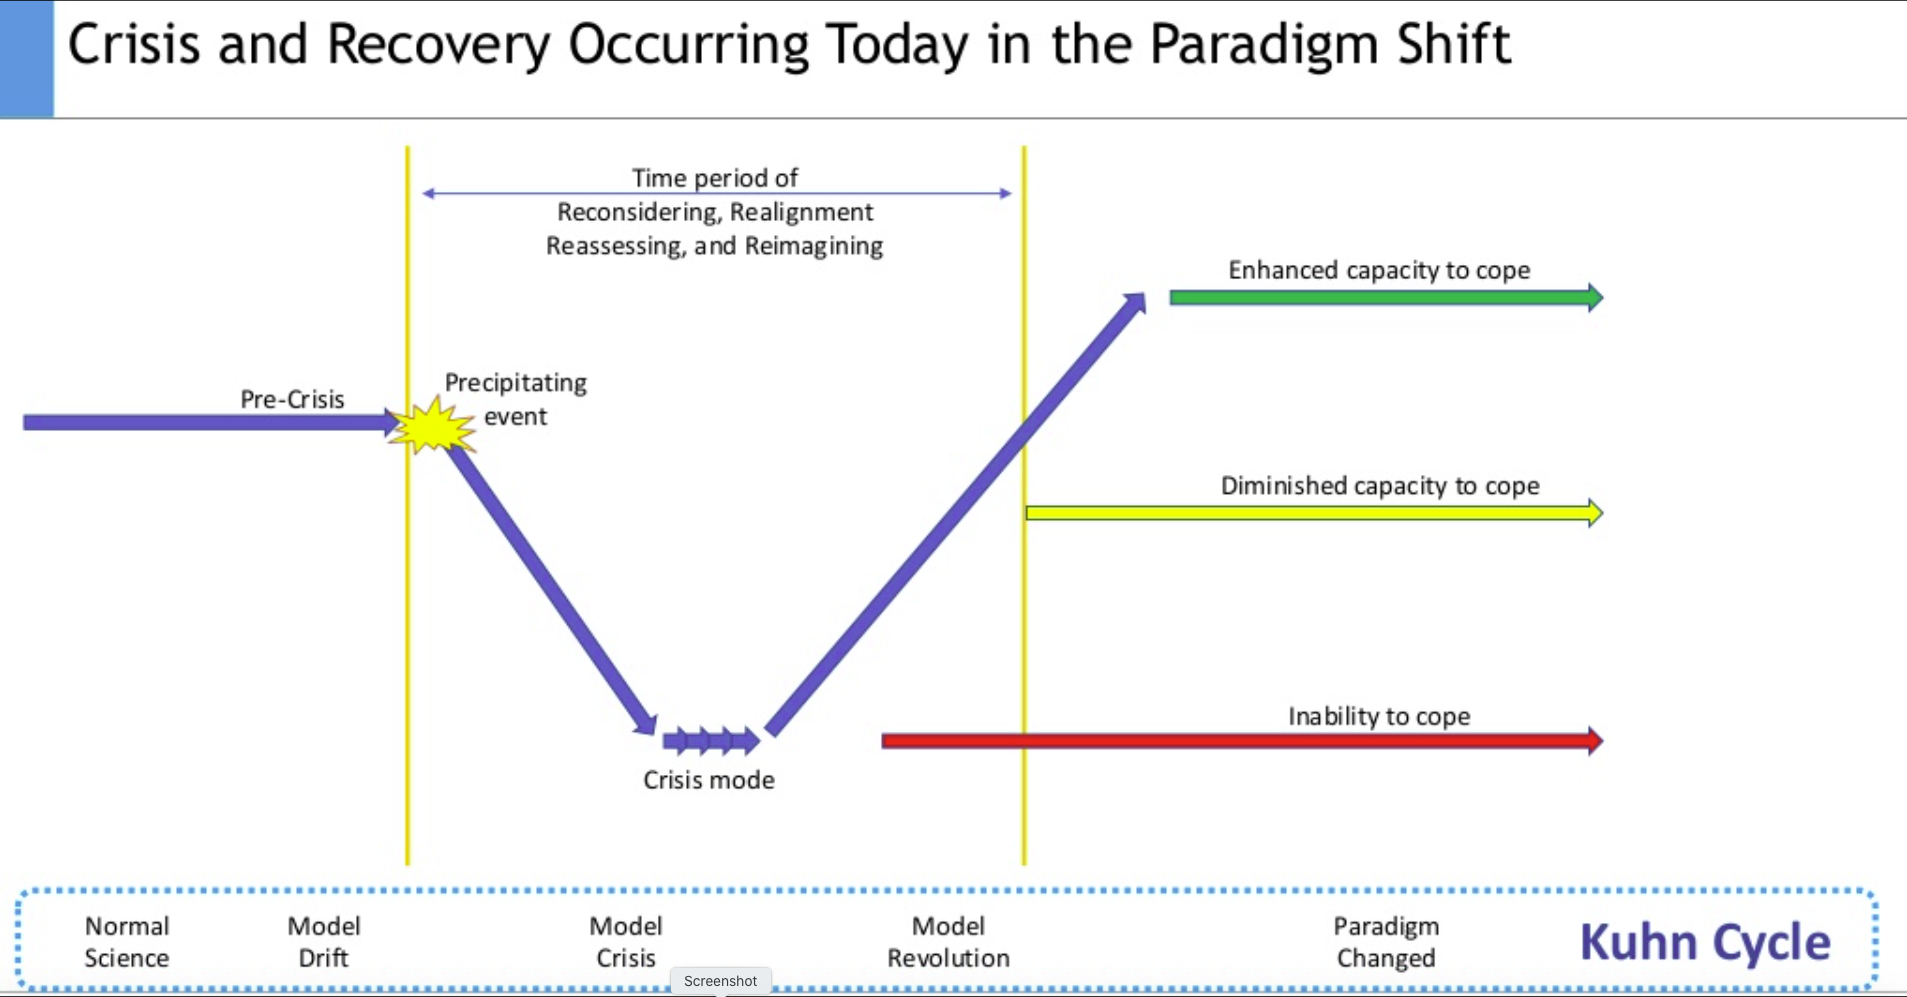 Crisis and Recovery Occurring Today in the Paradigm Shift
Time period of
Reconsidering, Realignment
Reassessing, and Reimagining
Enhanced capacity to cope
Pre-Crisis
Precipitating
event
Diminished capacity to cope
Inability to cope
Crisis mode
Normal
Science
Model
Drift
Model
Crisis
Model
Revolution
Paradigm
Changed
Kuhn Cycle
Screenshot